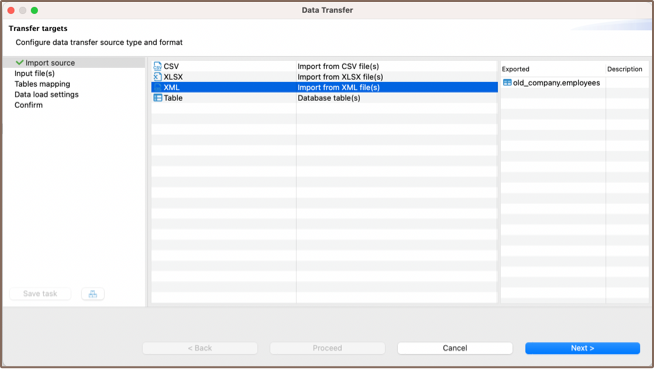 Data Transfer
Transfer targets
Configure data transfer source type and format
Import source
Input file(s)
Tables mapping
Data load settings
Confirm
CSV Import from CSV file(s)
XLSX Import from XLSX file(s)
XML Import from XML file(s)
Table Database table(s)
Exported Description
old_company.employees
Save task
< Back Proceed Cancel Next >